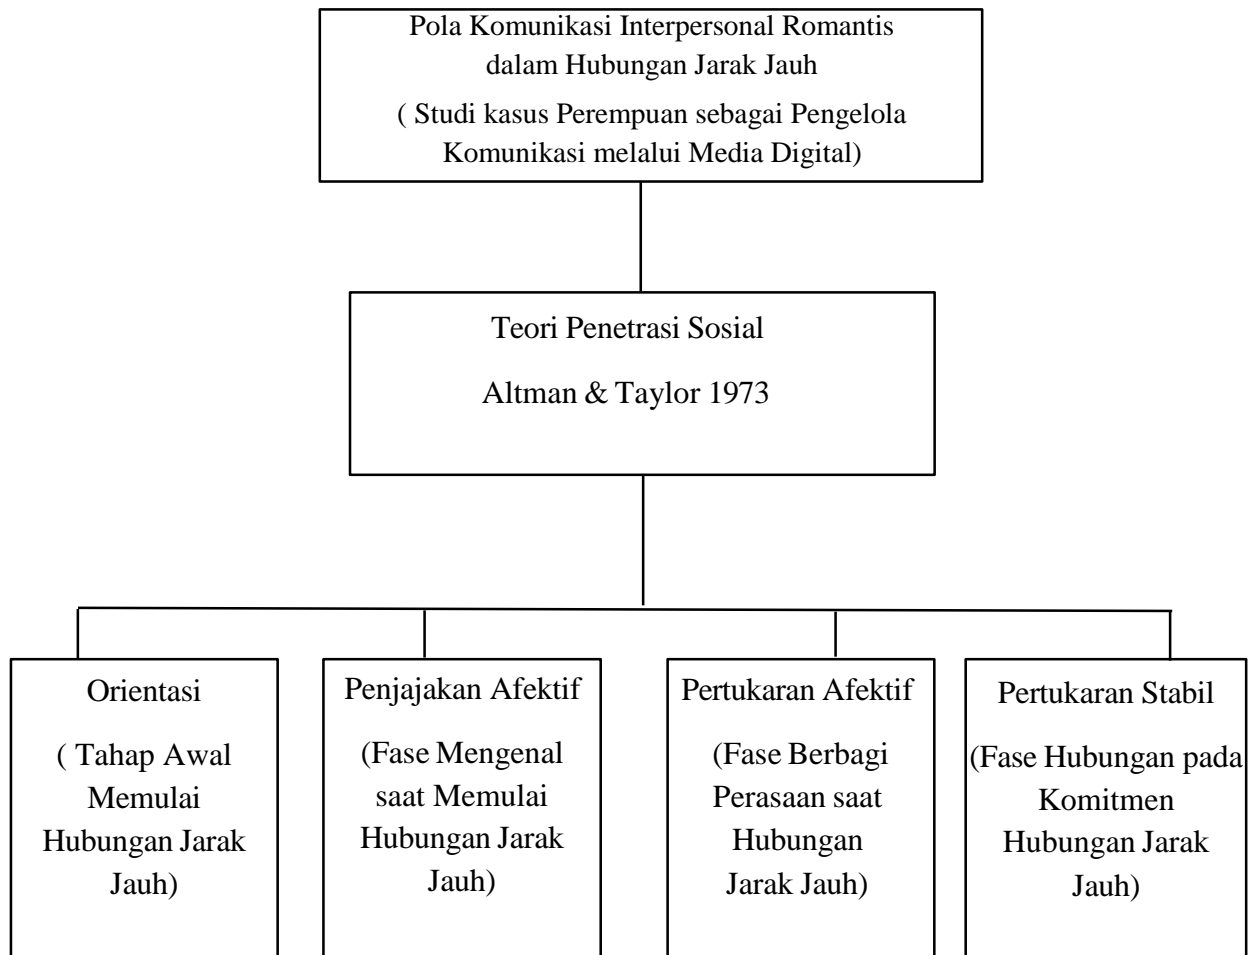 Pola Komunikasi Interpersonal Romantis
dalam Hubungan Jarak Jauh
( Studi kasus Perempuan sebagai Pengelola
Komunikasi melalui Media Digital)
Teori Penetrasi Sosial
Altman & Taylor 1973
Orientasi
( Tahap Awal
Memulai
Hubungan Jarak
Jauh)
Penjajakan Afektif
(Fase Mengenal
saat Memulai
Hubungan Jarak
Jauh)
Pertukaran Afektif
(Fase Berbagi
Perasaan saat
Hubungan
Jarak Jauh)
Pertukaran Stabil
(Fase Hubungan pada
Komitmen
Hubungan Jarak
Jauh)